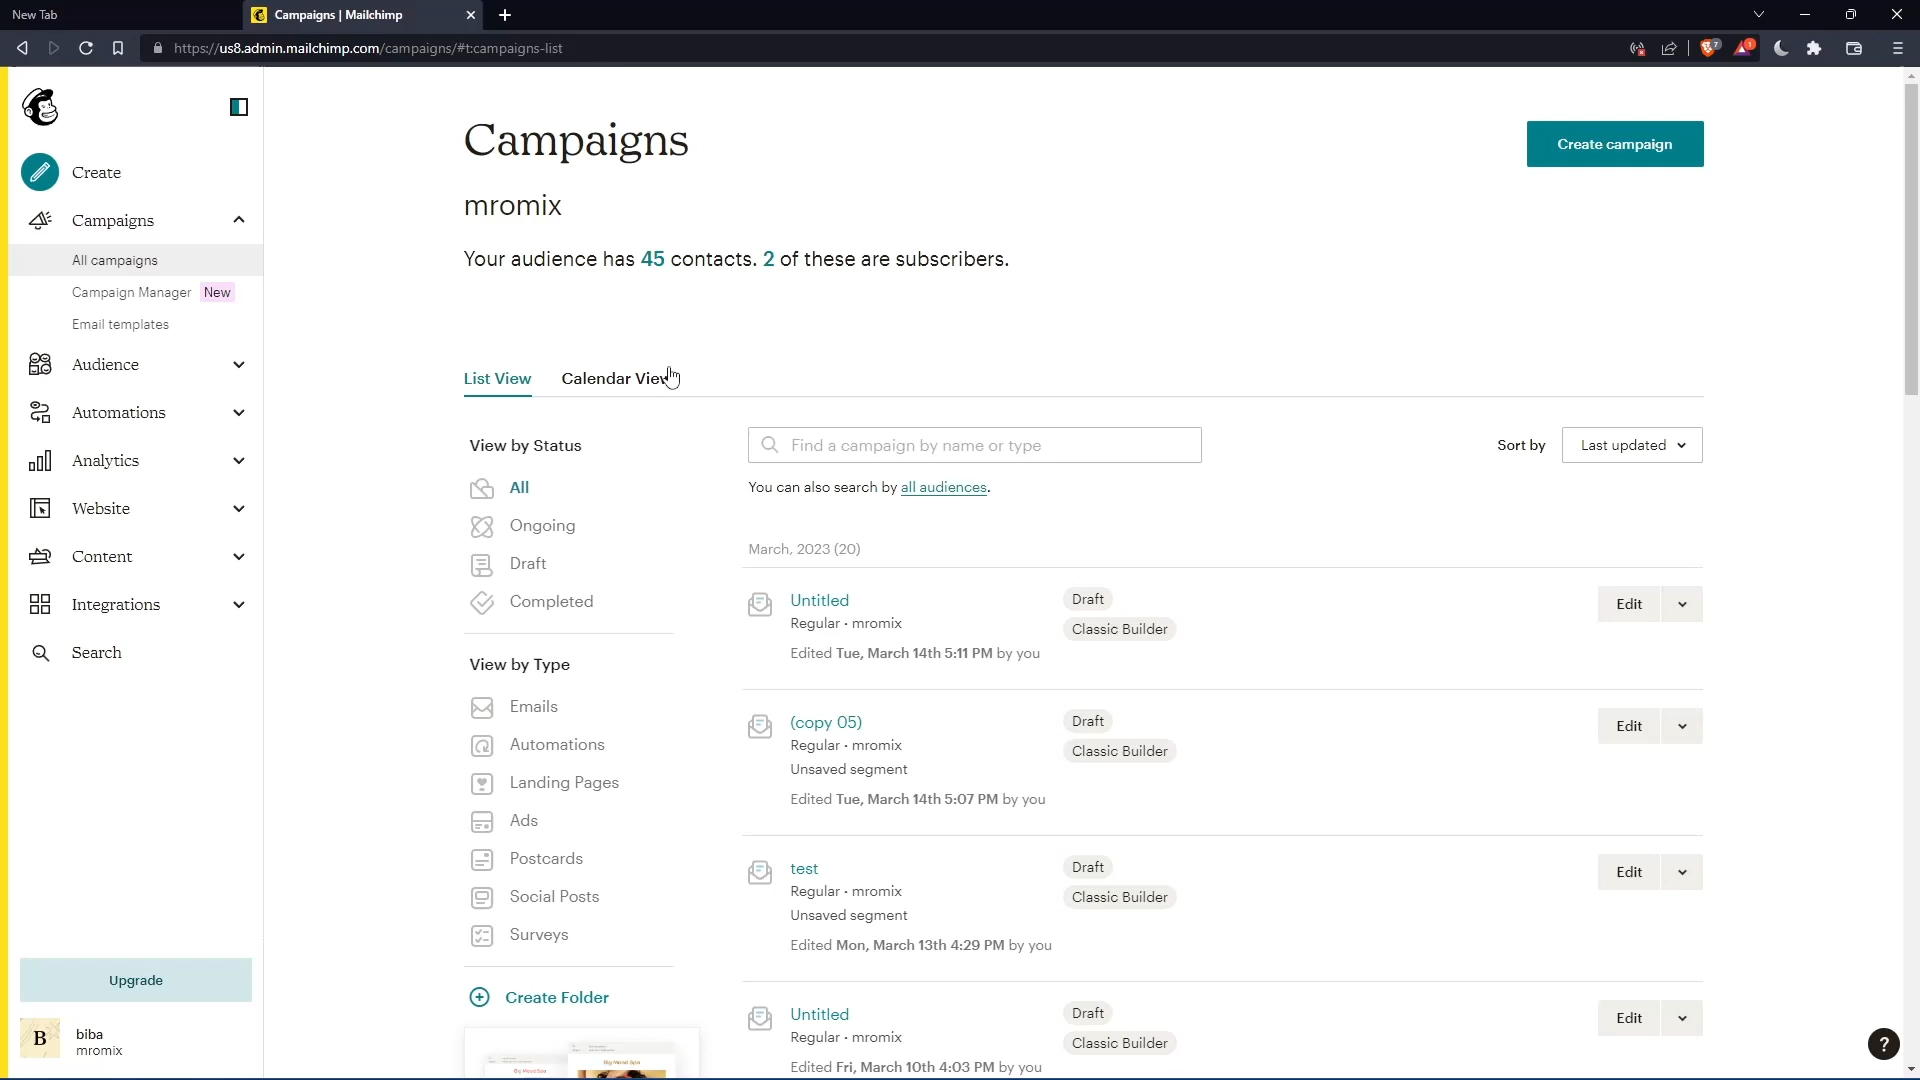 New Tab
Campaigns | Mailchimp
https://us8.admin.mailchimp.com/campaigns/#t:campaigns-list
7
1
Create
Campaigns
All campaigns
Campaign Manager New
Email templates
Audience
Automations
Analytics
Website
Content
Integrations
Search
Upgrade
B
biba
mromix
Campaigns
Create campaign
mromix
Your audience has 45 contacts. 2 of these are subscribers.
List View
Calendar View
View by Status
All
Ongoing
Draft
Completed
View by Type
Emails
Automations
Landing Pages
Ads
Postcards
Social Posts
Surveys
Create Folder
Big Mood Spa
Big Mood Spa
Find a campaign by name or type
Sort by
Last updated
You can also search by all audiences.
March, 2023 (20)
Untitled
Regular · mromix
Edited Tue, March 14th 5:11 PM by you
Draft
Classic Builder
Edit
(copy 05)
Regular · mromix
Unsaved segment
Edited Tue, March 14th 5:07 PM by you
Draft
Classic Builder
Edit
test
Regular · mromix
Unsaved segment
Edited Mon, March 13th 4:29 PM by you
Draft
Classic Builder
Edit
Untitled
Regular · mromix
Edited Fri, March 10th 4:03 PM by you
Draft
Classic Builder
Edit
?